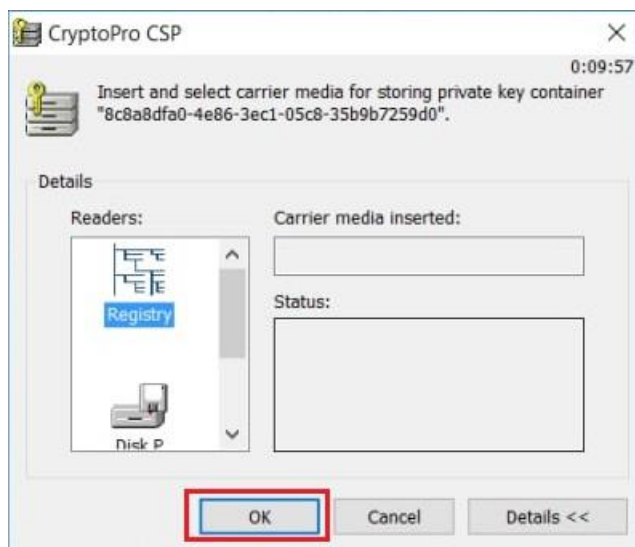 CryptoPro CSP
0:09:57
Insert and select carrier media for storing private key container
"8c8a8dfa0-4e86-3ec1-05c8-35b9b7259d0".
Details
Readers:
Carrier media inserted:
Registry
Status:
Disk P
OK
Cancel
Details <<